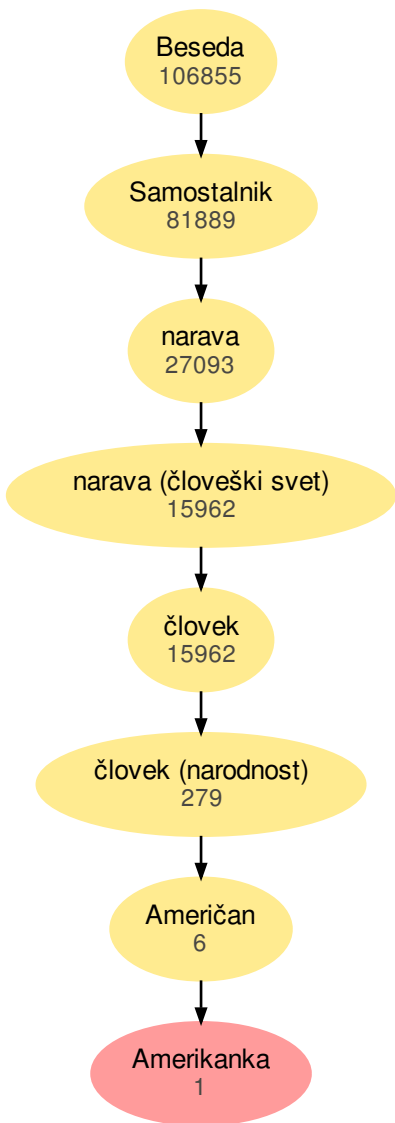 Beseda
106855
Samostalnik
81889
narava
27093
narava (človeški svet)
15962
človek
15962
človek (narodnost)
279
Američan
6
Amerikanka
1